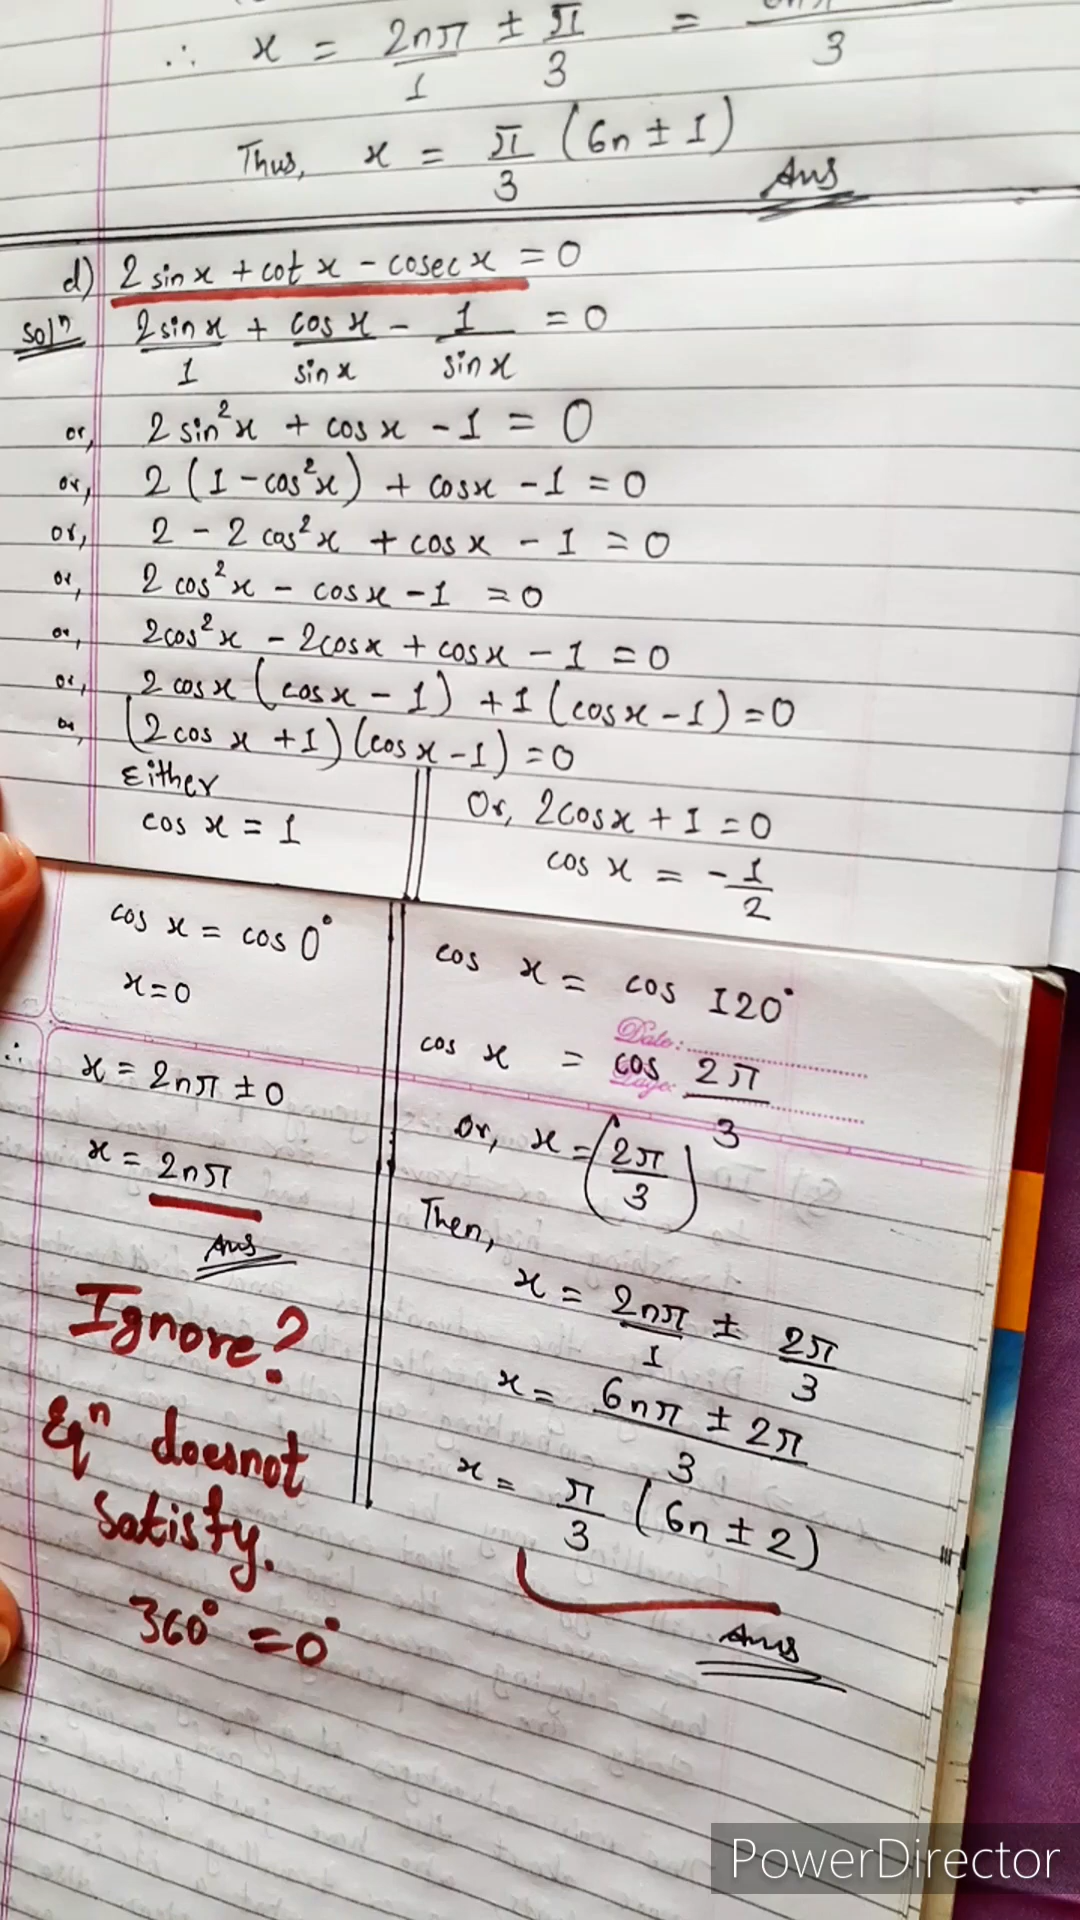 ∴ x = 2nπ/1 ± π/3 = /3
Thus, x = π/3 (6n ± 1)
Ans
d) 2 sin x + cot x - cosec x = 0
Solⁿ 2 sin x/1 + cos x/sin x - 1/sin x = 0
or, 2 sin²x + cos x - 1 = 0
or, 2 (1 - cos²x) + cos x - 1 = 0
or, 2 - 2 cos²x + cos x - 1 = 0
or, 2 cos²x - cos x - 1 = 0
or, 2cos²x - 2cos x + cos x - 1 = 0
or, 2 cos x (cos x - 1) + 1 (cos x - 1) = 0
or, (2 cos x + 1) (cos x - 1) = 0
Either
cos x = 1
cos x = cos 0°
x = 0
∴ x = 2nπ ± 0
x = 2nπ
Ans
Ignore?
Eqⁿ doesnot
Satisfy.
360° = 0°
Or, 2cos x + 1 = 0
cos x = - 1/2
cos x = cos 120°
Date:
cos x = cos 2π/3
Page:
or, x = (2π/3)
Then,
x = 2nπ/1 ± 2π/3
x = 6nπ ± 2π/3
x = π/3 (6n ± 2)
Ans
PowerDirector